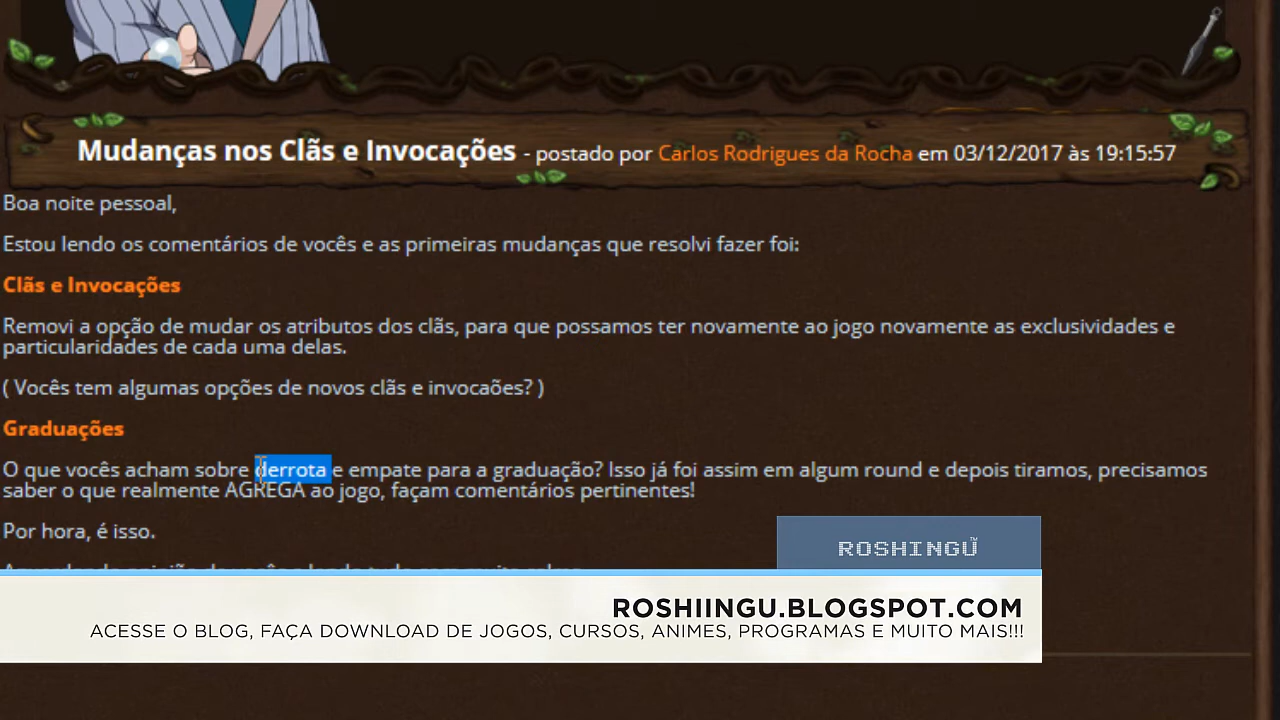 Mudanças nos Clãs e Invocações - postado por Carlos Rodrigues da Rocha em 03/12/2017 às 19:15:57
Boa noite pessoal,
Estou lendo os comentários de vocês e as primeiras mudanças que resolvi fazer foi:
Clãs e Invocações
Removi a opção de mudar os atributos dos clãs, para que possamos ter novamente ao jogo novamente as exclusividades e
particularidades de cada uma delas.
( Vocês tem algumas opções de novos clãs e invocaões? )
Graduações
O que vocês acham sobre derrota e empate para a graduação? Isso já foi assim em algum round e depois tiramos, precisamos
saber o que realmente AGREGA ao jogo, façam comentários pertinentes!
Por hora, é isso.
ROSHINGU
ROSHIINGU.BLOGSPOT.COM
ACESSE O BLOG, FAÇA DOWNLOAD DE JOGOS, CURSOS, ANIMES, PROGRAMAS E MUITO MAIS!!!